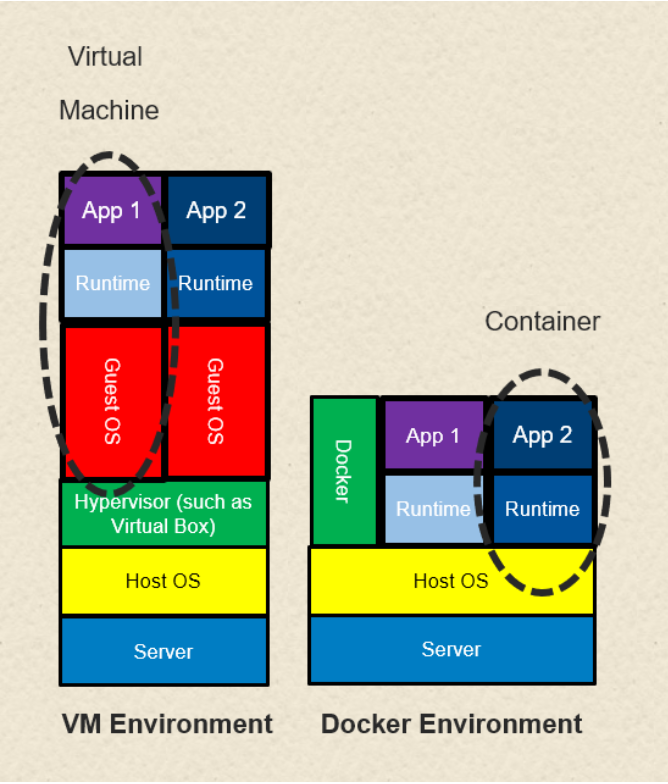 Virtual
Machine
App 1
App 2
Runtime
Runtime
Guest OS
Guest OS
Hypervisor (such as
Virtual Box)
Host OS
Server
VM Environment
Container
Docker
App 1
App 2
Runtime
Runtime
Host OS
Server
Docker Environment